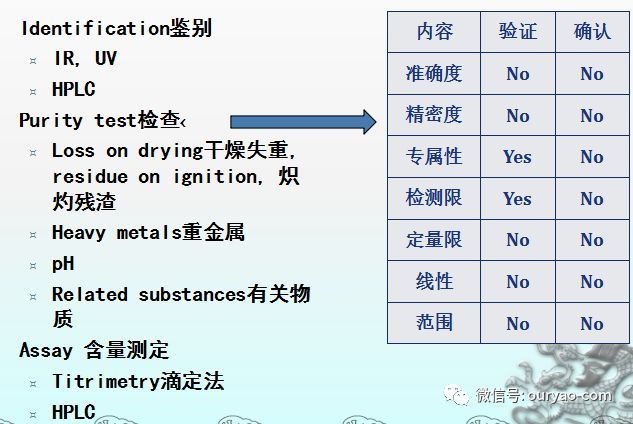 Identification鉴别
¤ IR, UV
¤ HPLC
Purity test检查
¤ Loss on drying干燥失重,
residue on ignition, 炽
灼残渣
¤ Heavy metals重金属
¤ pH
¤ Related substances有关物
质
Assay 含量测定
¤ Titrimetry滴定法
¤ HPLC
内容 验证 确认
准确度 No No
精密度 No No
专属性 Yes No
检测限 Yes No
定量限 No No
线性 No No
范围 No No
微信号: ouryao-com